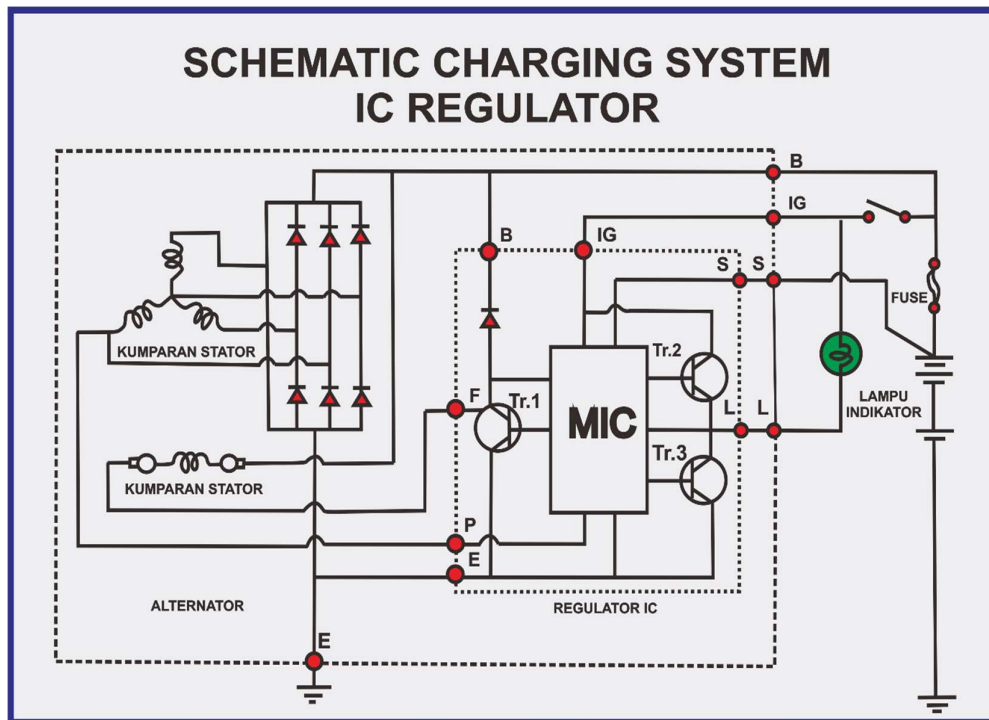 SCHEMATIC CHARGING SYSTEM
IC REGULATOR
B
IG
B
IG
S
S
FUSE
KUMPARAN STATOR
Tr.2
LAMPU
INDIKATOR
F
Tr.1
MIC
L
L
Tr.3
KUMPARAN STATOR
P
E
ALTERNATOR
REGULATOR IC
E